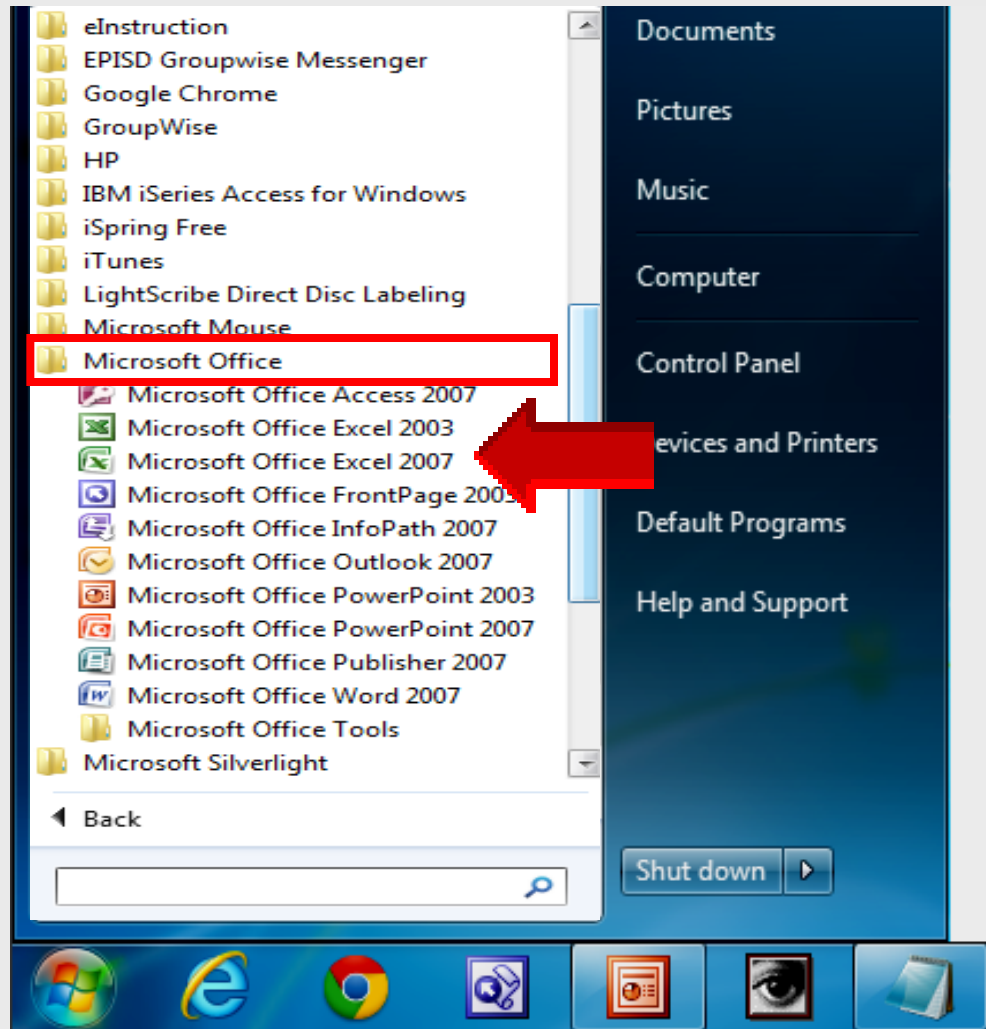 eInstruction
EPISD Groupwise Messenger
Google Chrome
GroupWise
HP
IBM iSeries Access for Windows
iSpring Free
iTunes
LightScribe Direct Disc Labeling
Microsoft Mouse
Microsoft Office
Microsoft Office Access 2007
Microsoft Office Excel 2003
Microsoft Office Excel 2007
Microsoft Office FrontPage 2003
Microsoft Office InfoPath 2007
Microsoft Office Outlook 2007
Microsoft Office PowerPoint 2003
Microsoft Office PowerPoint 2007
Microsoft Office Publisher 2007
Microsoft Office Word 2007
Microsoft Office Tools
Microsoft Silverlight
Back
Documents
Pictures
Music
Computer
Control Panel
evices and Printers
Default Programs
Help and Support
Shut down